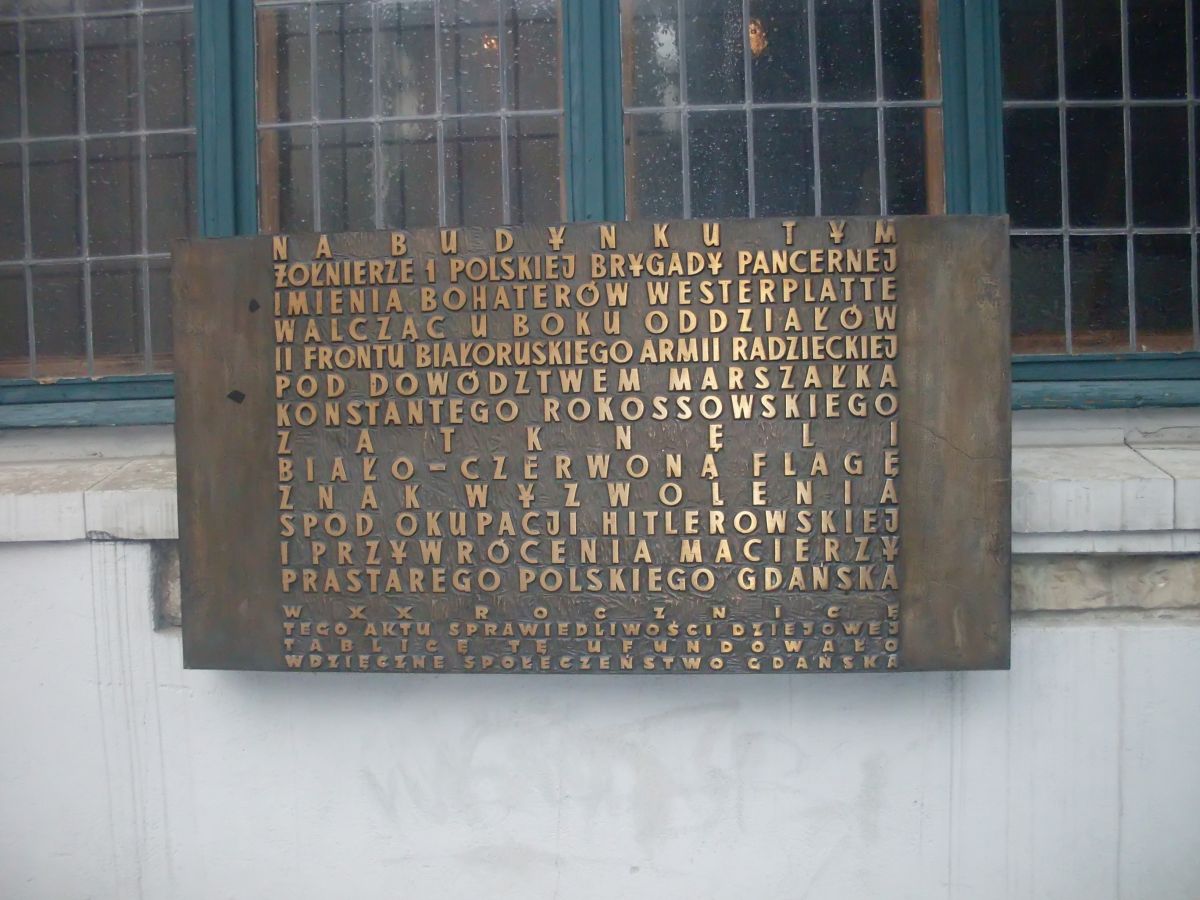 NA BUDYNKU TYM
ŻOŁNIERZE 1 POLSKIEJ BRYGADY PANCERNEJ
IMIENIA BOHATERÓW WESTERPLATTE
WALCZĄC U BOKU ODDZIAŁÓW
II FRONTU BIAŁORUSKIEGO ARMII RADZIECKIEJ
POD DOWÓDZTWEM MARSZAŁKA
KONSTANTEGO ROKOSSOWSKIEGO
ZATKNĘLI
BIAŁO-CZERWONĄ FLAGĘ
ZNAK WYZWOLENIA
SPOD OKUPACJI HITLEROWSKIEJ
I PRZYWRÓCENIA MACIERZY
PRASTAREGO POLSKIEGO GDAŃSKA
W XX ROCZNICĘ
TEGO AKTU SPRAWIEDLIWOŚCI DZIEJOWEJ
TABLICĘ TĘ UFUNDOWAŁO
WDZIĘCZNE SPOŁECZEŃSTWO GDAŃSKA